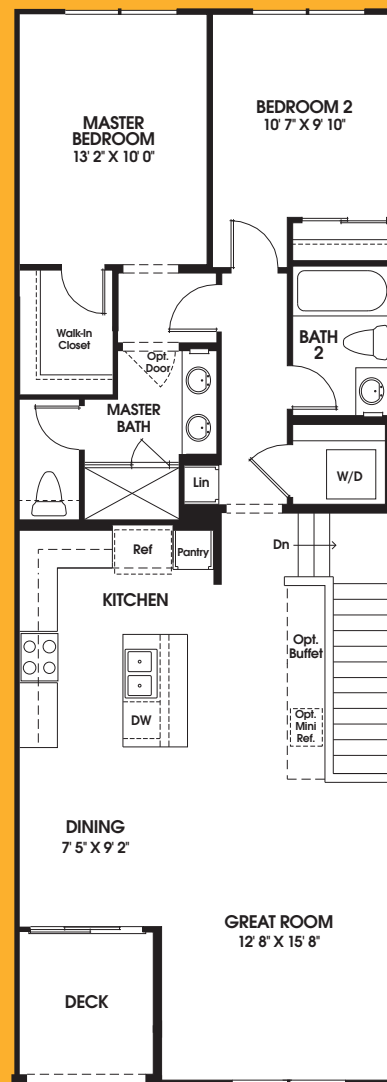 MASTER
BEDROOM
13' 2" X 10' 0"
BEDROOM 2
10' 7" X 9' 10"
Walk-In
Closet
Opt.
Door
MASTER
BATH
BATH
2
Lin
W/D
Ref
Pantry
Dn
KITCHEN
Opt.
Buffet
DW
Opt.
Mini
Ref.
DINING
7' 5" X 9' 2"
GREAT ROOM
12' 8" X 15' 8"
DECK